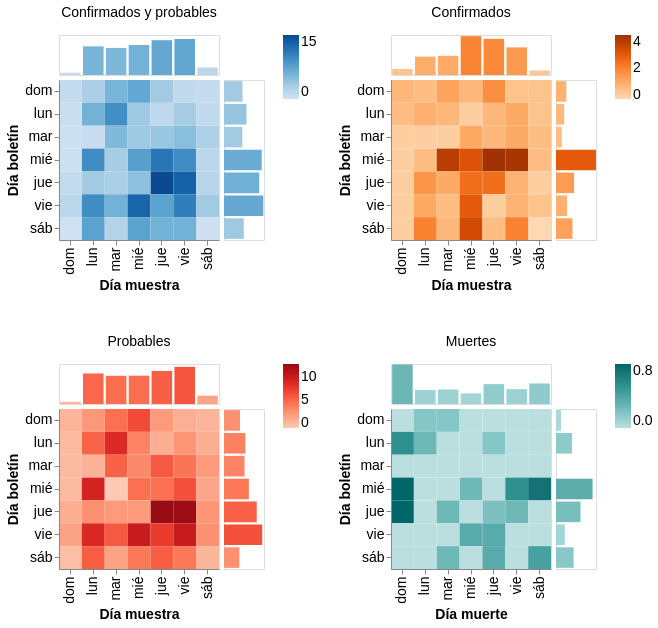 Confirmados y probables
Confirmados
15
0
4
2
0
dom
lun
mar
mié
jue
vie
sáb
Día boletín
dom
lun
mar
mié
jue
vie
sáb
Día muestra
dom
lun
mar
mié
jue
vie
sáb
Día boletín
dom
lun
mar
mié
jue
vie
sáb
Día muestra
Probables
Muertes
10
5
0
0.8
0.0
dom
lun
mar
mié
jue
vie
sáb
Día boletín
dom
lun
mar
mié
jue
vie
sáb
Día muestra
dom
lun
mar
mié
jue
vie
sáb
Día boletín
dom
lun
mar
mié
jue
vie
sáb
Día muerte